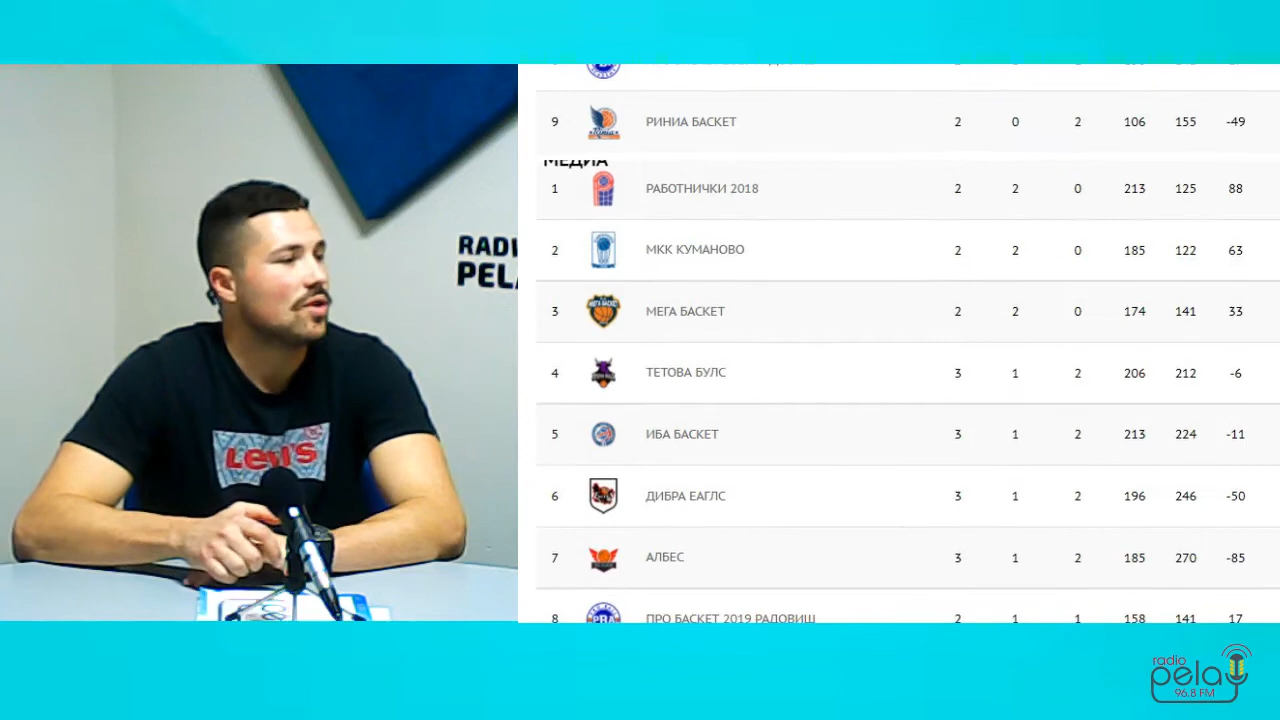 RADI
PEL
Levi's
9 РИНИА БАСКЕТ 2 0 2 106 155 -49
МЕДИА
1 РАБОТНИЧКИ 2018 2 2 0 213 125 88
2 МКК КУМАНОВО 2 2 0 185 122 63
3 МЕГА БАСКЕТ 2 2 0 174 141 33
4 ТЕТОВА БУЛС 3 1 2 206 212 -6
5 ИБА БАСКЕТ 3 1 2 213 224 -11
6 ДИБРА ЕАГЛС 3 1 2 196 246 -50
7 АЛБЕС 3 1 2 185 270 -85
8 ПРО БАСКЕТ 2019 РАДОВИШ 2 1 1 158 141 17
radio
pela
96.8 FM